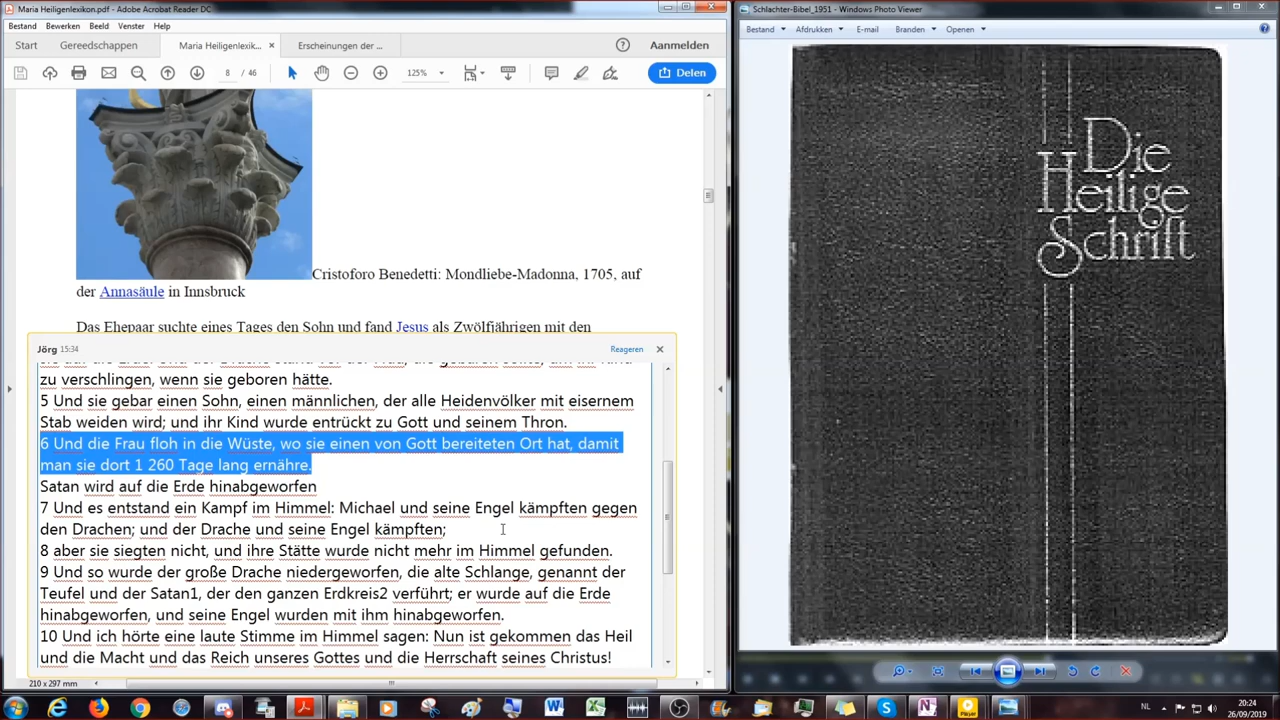 Maria Heiligenlexikon.pdf - Adobe Acrobat Reader DC
Bestand Bewerken Beeld Venster Help
Start Gereedschappen Maria Heiligenlexikon... × Erscheinungen der ... Aanmelden
8 / 46 125% Delen
Cristoforo Benedetti: Mondliebe-Madonna, 1705, auf
der Annasäule in Innsbruck
Das Ehepaar suchte eines Tages den Sohn und fand Jesus als Zwölfjährigen mit den
Jörg 15:34 Reageren
zu verschlingen, wenn sie geboren hätte.
5 Und sie gebar einen Sohn, einen männlichen, der alle Heidenvölker mit eisernem
Stab weiden wird; und ihr Kind wurde entrückt zu Gott und seinem Thron.
6 Und die Frau floh in die Wüste, wo sie einen von Gott bereiteten Ort hat, damit
man sie dort 1 260 Tage lang ernähre.
Satan wird auf die Erde hinabgeworfen
7 Und es entstand ein Kampf im Himmel: Michael und seine Engel kämpften gegen
den Drachen; und der Drache und seine Engel kämpften;
8 aber sie siegten nicht, und ihre Stätte wurde nicht mehr im Himmel gefunden.
9 Und so wurde der große Drache niedergeworfen, die alte Schlange, genannt der
Teufel und der Satan1, der den ganzen Erdkreis2 verführt; er wurde auf die Erde
hinabgeworfen, und seine Engel wurden mit ihm hinabgeworfen.
10 Und ich hörte eine laute Stimme im Himmel sagen: Nun ist gekommen das Heil
und die Macht und das Reich unseres Gottes und die Herrschaft seines Christus!
210 x 297 mm
Schlachter-Bibel_1951 - Windows Photo Viewer
Bestand Afdrukken E-mail Branden Openen
Die
Heilige
Schrift
NL
20:24
26/09/2019